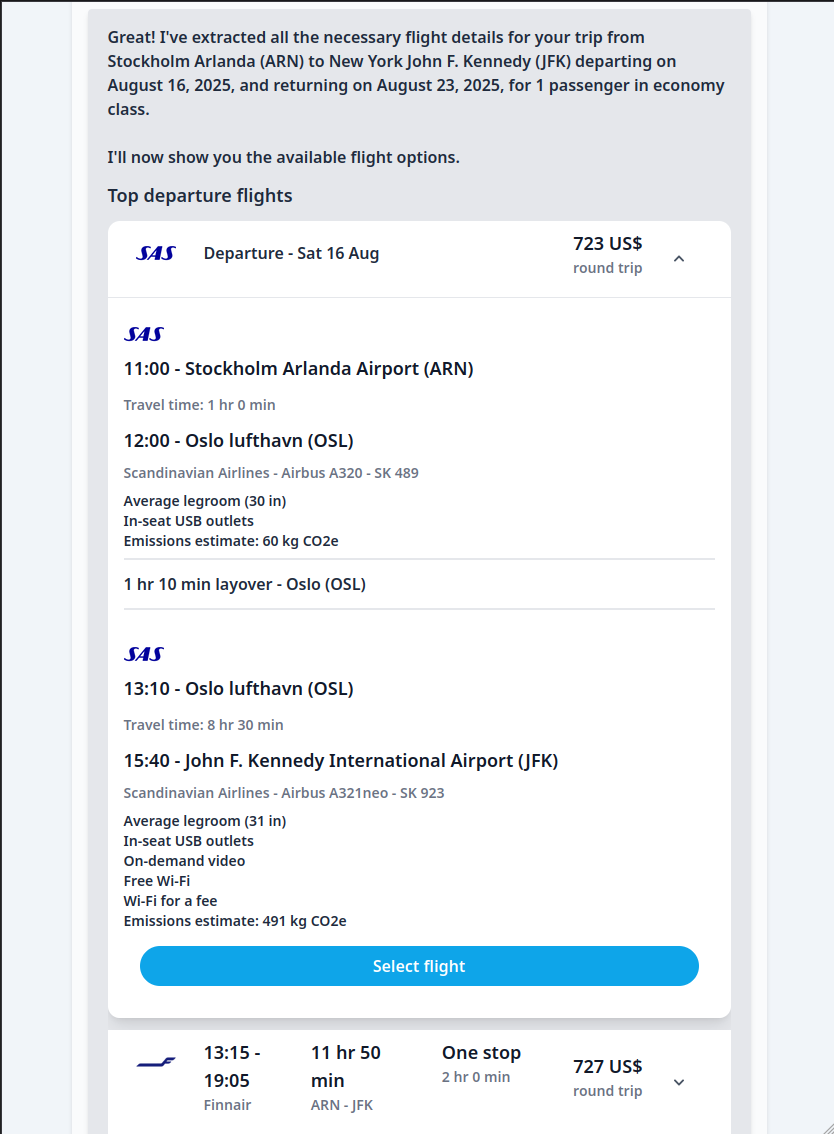 Great! I've extracted all the necessary flight details for your trip from
Stockholm Arlanda (ARN) to New York John F. Kennedy (JFK) departing on
August 16, 2025, and returning on August 23, 2025, for 1 passenger in economy
class.
I'll now show you the available flight options.
Top departure flights
SAS
Departure - Sat 16 Aug
723 US$
round trip
SAS
11:00 - Stockholm Arlanda Airport (ARN)
Travel time: 1 hr 0 min
12:00 - Oslo lufthavn (OSL)
Scandinavian Airlines - Airbus A320 - SK 489
Average legroom (30 in)
In-seat USB outlets
Emissions estimate: 60 kg CO2e
1 hr 10 min layover - Oslo (OSL)
SAS
13:10 - Oslo lufthavn (OSL)
Travel time: 8 hr 30 min
15:40 - John F. Kennedy International Airport (JFK)
Scandinavian Airlines - Airbus A321neo - SK 923
Average legroom (31 in)
In-seat USB outlets
On-demand video
Free Wi-Fi
Wi-Fi for a fee
Emissions estimate: 491 kg CO2e
Select flight
13:15 -
19:05
Finnair
11 hr 50
min
ARN - JFK
One stop
2 hr 0 min
727 US$
round trip